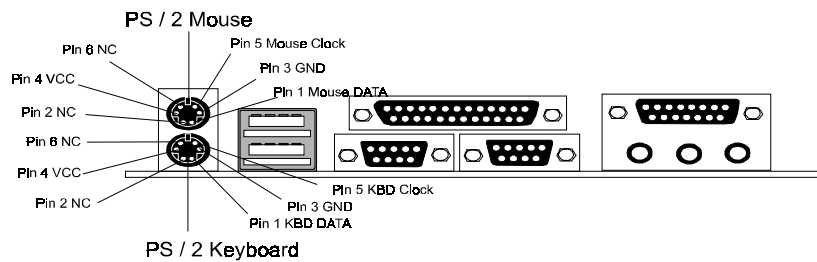 PS / 2 Mouse
Pin 6 NC
Pin 5 Mouse Clock
Pin 4 VCC
Pin 3 GND
Pin 2 NC
Pin 1 Mouse DATA
Pin 6 NC
Pin 4 VCC
Pin 5 KBD Clock
Pin 2 NC
Pin 3 GND
Pin 1 KBD DATA
PS / 2 Keyboard